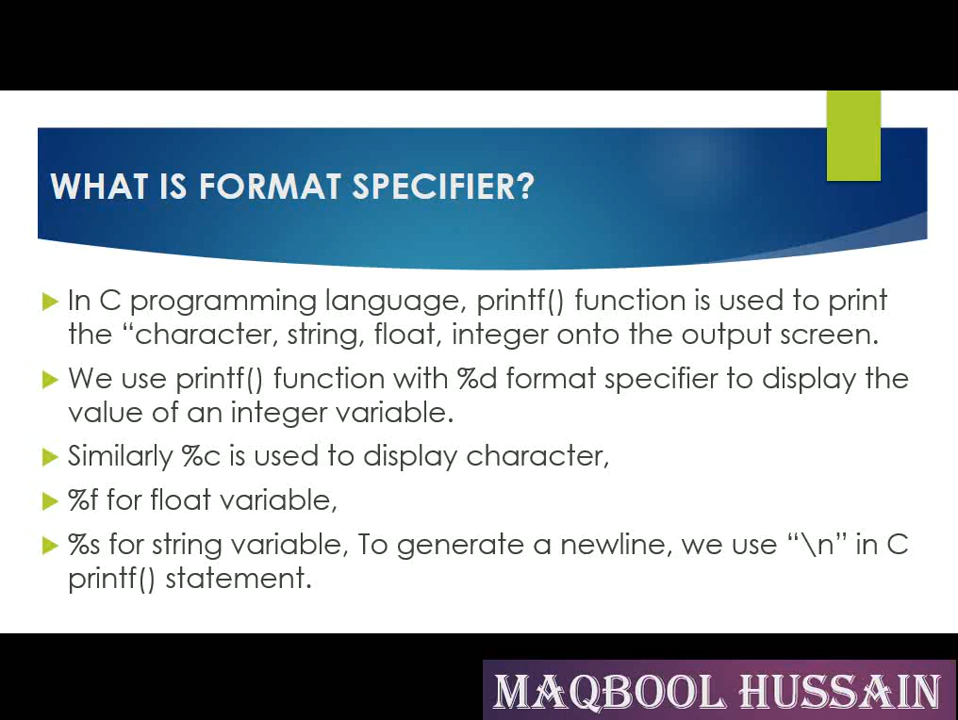 WHAT IS FORMAT SPECIFIER?
In C programming language, printf() function is used to print
the “character, string, float, integer onto the output screen.
We use printf() function with %d format specifier to display the
value of an integer variable.
Similarly %c is used to display character,
%f for float variable,
%s for string variable, To generate a newline, we use “\n” in C
printf() statement.
MAQBOOL HUSSAIN